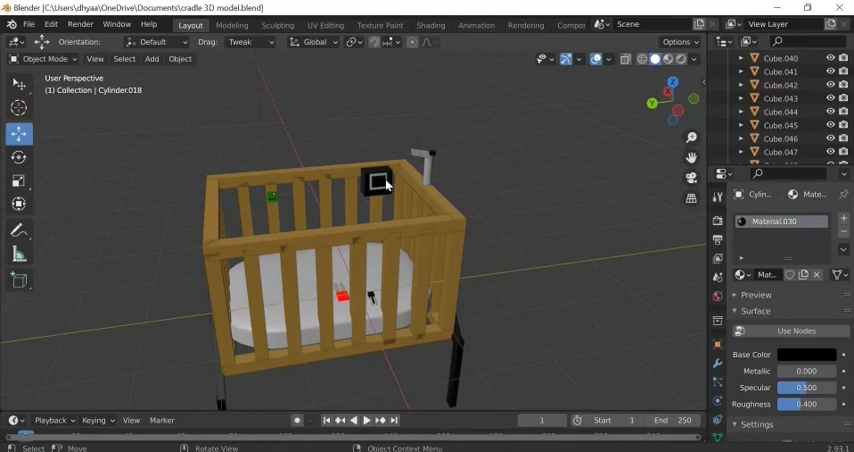 Blender [C:\Users\dhyaa\OneDrive\Documents\cradle 3D model.blend]
File Edit Render Window Help Layout Modeling Sculpting UV Editing Texture Paint Shading Animation Rendering Compos Scene View Layer
Orientation: Default Drag: Tweak Global Options
Object Mode View Select Add Object
User Perspective
(1) Collection | Cylinder.018
Z
X
Y
Cube.040
Cube.041
Cube.042
Cube.043
Cube.044
Cube.045
Cube.046
Cube.047
Cylin... Mate...
Material.030
Mat...
Preview
Surface
Use Nodes
Base Color
Metallic 0.000
Specular 0.500
Roughness 0.400
Settings
Playback Keying View Marker 1 Start 1 End 250
Select Move Rotate View Object Context Menu 2.93.1